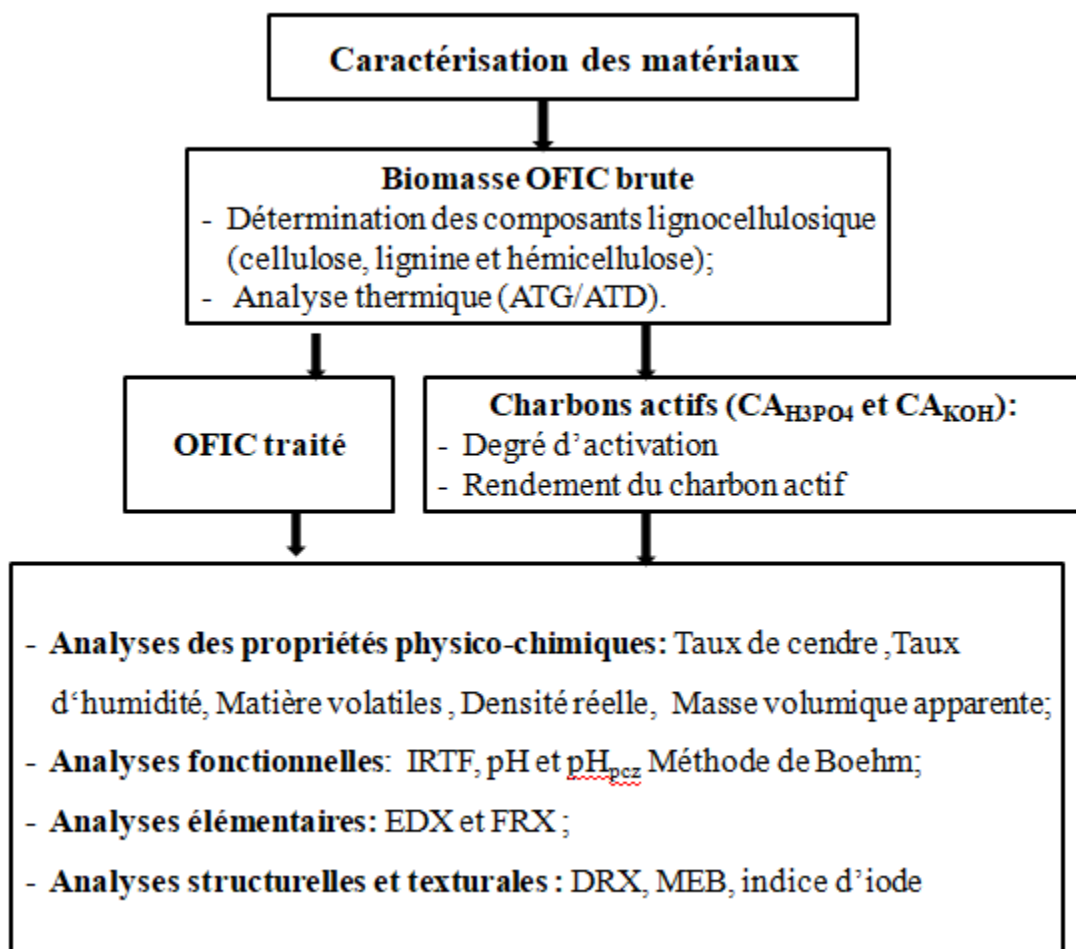 Caractérisation des matériaux
Biomasse OFIC brute
- Détermination des composants lignocellulosique
(cellulose, lignine et hémicellulose);
- Analyse thermique (ATG/ATD).
OFIC traité
Charbons actifs (CAH3PO4 et CAKOH):
- Degré d’activation
- Rendement du charbon actif
- Analyses des propriétés physico-chimiques: Taux de cendre ,Taux
d‘humidité, Matière volatiles , Densité réelle, Masse volumique apparente;
- Analyses fonctionnelles: IRTF, pH et pHpcz Méthode de Boehm;
- Analyses élémentaires: EDX et FRX ;
- Analyses structurelles et texturales : DRX, MEB, indice d’iode